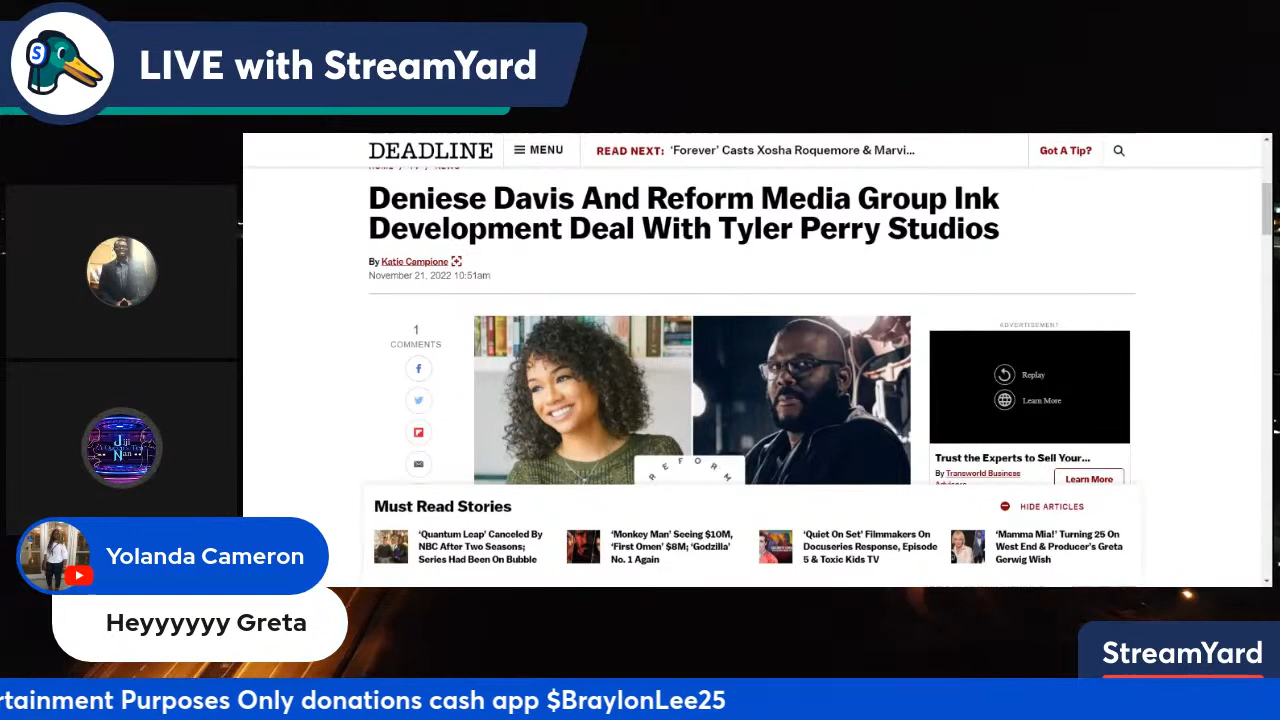 LIVE with StreamYard
DEADLINE
MENU
READ NEXT: 'Forever' Casts Xosha Roquemore & Marvi...
Got A Tip?
Deniese Davis And Reform Media Group Ink
Development Deal With Tyler Perry Studios
By Katie Campione
November 21, 2022 10:51am
1
COMMENTS
REFORM
ADVERTISEMENT
Replay
Learn More
Trust the Experts to Sell Your...
By Transworld Business
Advisors
Learn More
Must Read Stories
HIDE ARTICLES
'Quantum Leap' Canceled By
NBC After Two Seasons;
Series Had Been On Bubble
'Monkey Man' Seeing $10M,
'First Omen' $8M; 'Godzilla'
No. 1 Again
'Quiet On Set' Filmmakers On
Docuseries Response, Episode
5 & Toxic Kids TV
'Mamma Mia!' Turning 25 On
West End & Producer's Greta
Gerwig Wish
Yolanda Cameron
Heyyyyyy Greta
StreamYard
rtainment Purposes Only donations cash app $BraylonLee25